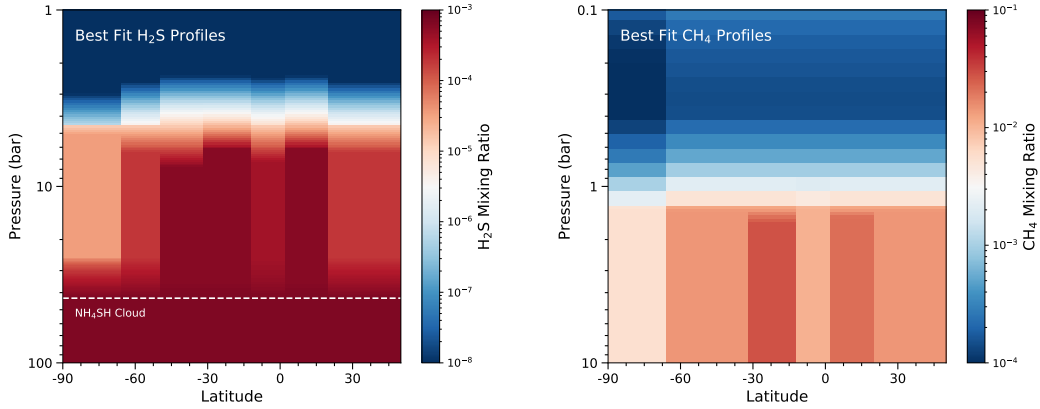 Best Fit H₂S Profiles
1
10
100
Pressure (bar)
-90
-60
-30
0
30
Latitude
NH₄SH Cloud
10⁻³
10⁻⁴
10⁻⁵
10⁻⁶
10⁻⁷
10⁻⁸
H₂S Mixing Ratio
Best Fit CH₄ Profiles
0.1
1
10
Pressure (bar)
-90
-60
-30
0
30
Latitude
10⁻¹
10⁻²
10⁻³
10⁻⁴
CH₄ Mixing Ratio